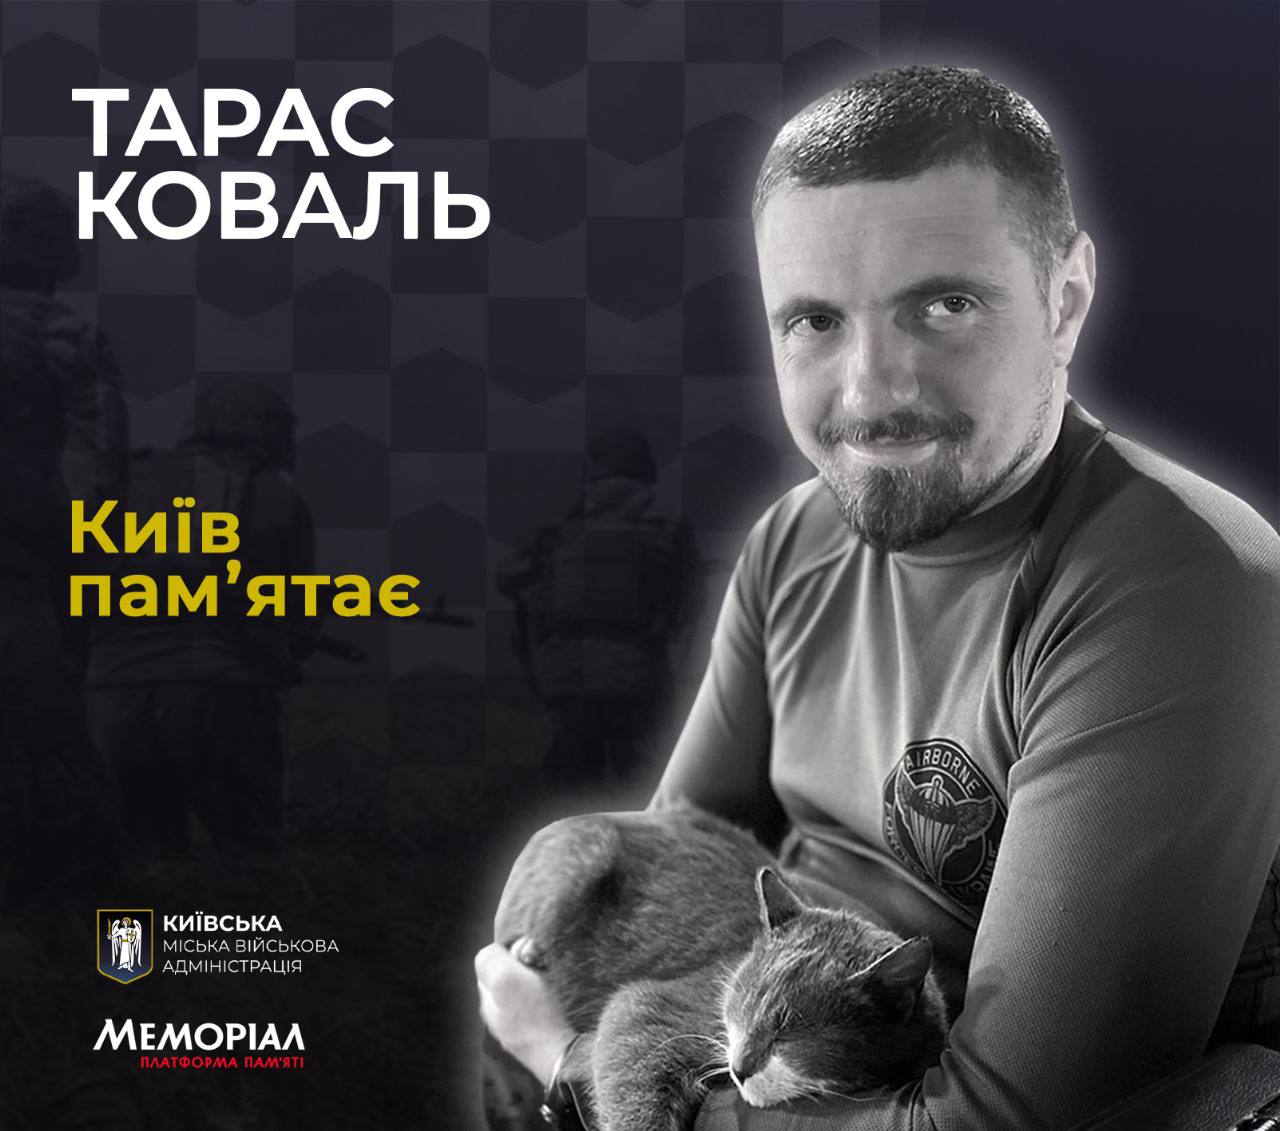 ТАРАС
КОВАЛЬ
Київ
пам’ятає
AIRBORNE
КИЇВСЬКА
МІСЬКА ВІЙСЬКОВА
АДМІНІСТРАЦІЯ
МЕМОРІАЛ
ПЛАТФОРМА ПАМ'ЯТІ